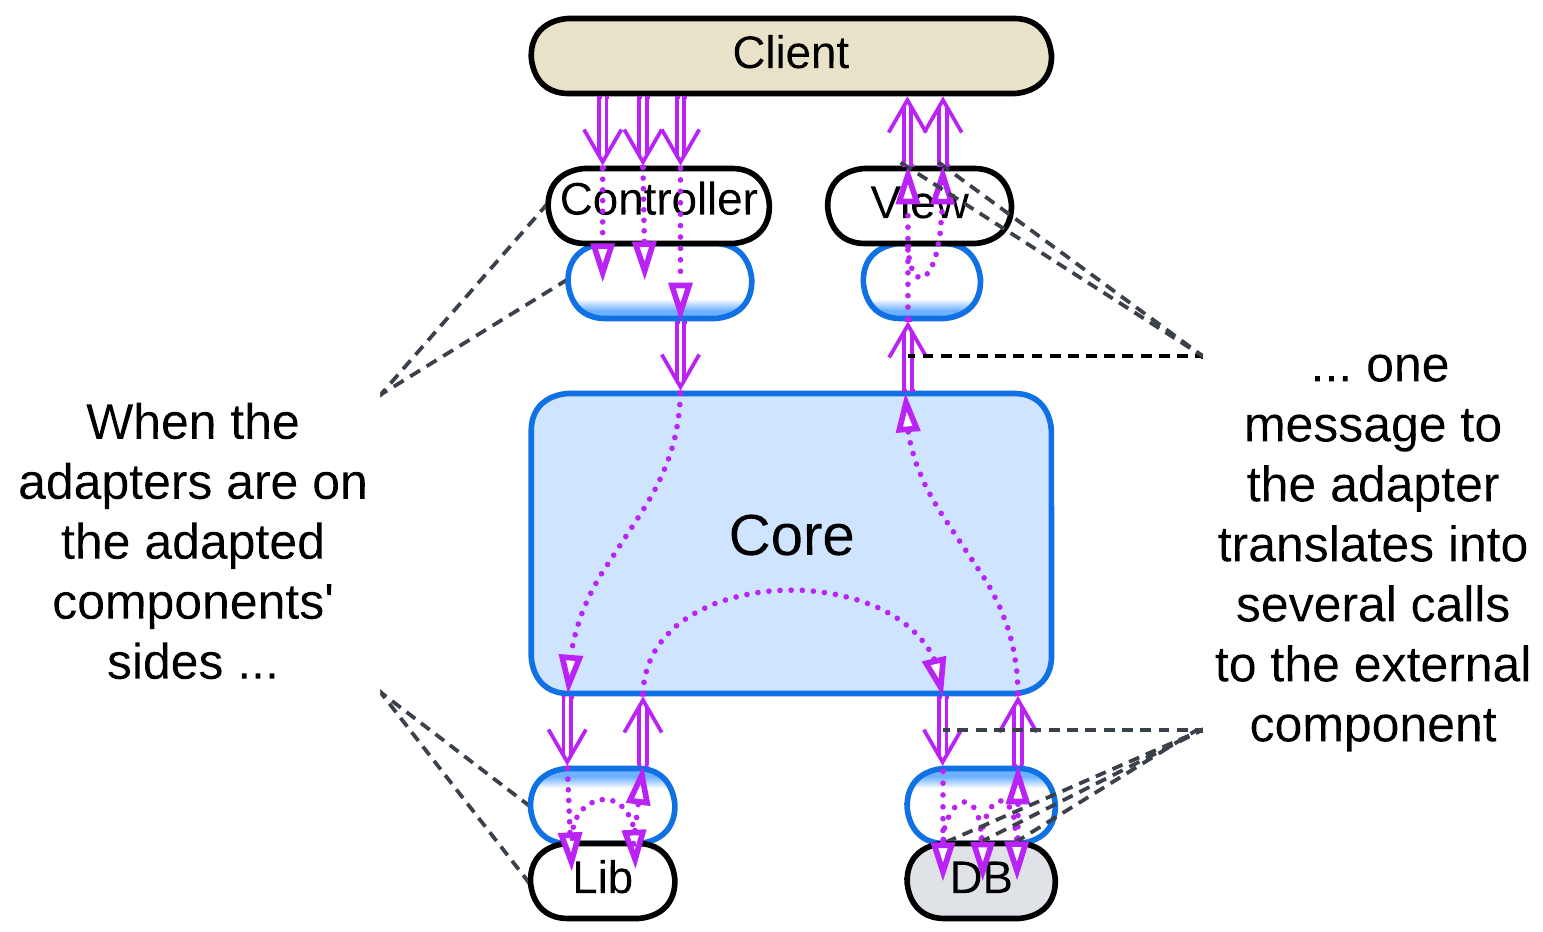 Client
Controller
View
When the
adapters are on
the adapted
components'
sides ...
... one
message to
the adapter
translates into
several calls
to the external
component
Core
Lib
DB